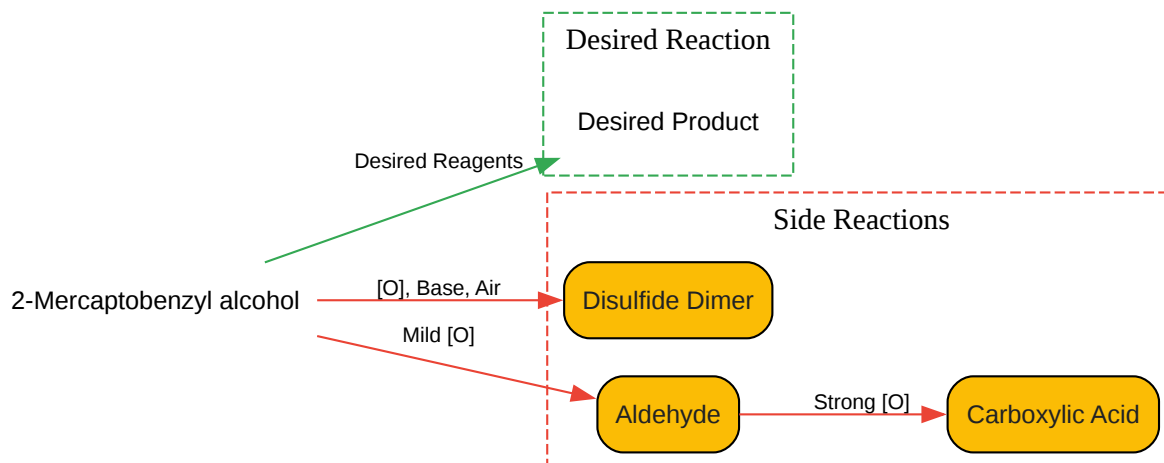 Desired Reaction
Desired Product
Desired Reagents
Side Reactions
2-Mercaptobenzyl alcohol
[O], Base, Air
Disulfide Dimer
Mild [O]
Aldehyde
Strong [O]
Carboxylic Acid